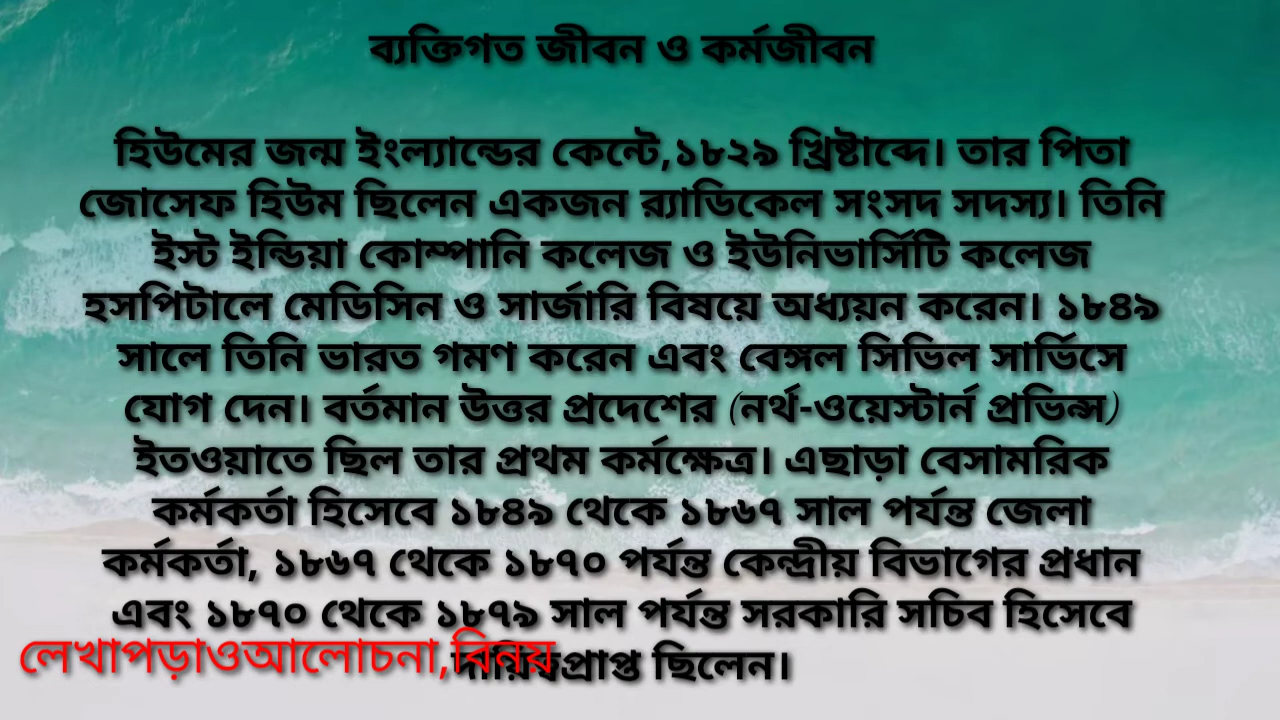 ব্যক্তিগত জীবন ও কর্মজীবন
হিউমের জন্ম ইংল্যান্ডের কেন্টে,১৮২৯ খ্রিষ্টাব্দে। তার পিতা
জোসেফ হিউম ছিলেন একজন র‍্যাডিকেল সংসদ সদস্য। তিনি
ইস্ট ইন্ডিয়া কোম্পানি কলেজ ও ইউনিভার্সিটি কলেজ
হসপিটালে মেডিসিন ও সার্জারি বিষয়ে অধ্যয়ন করেন। ১৮৪৯
সালে তিনি ভারত গমণ করেন এবং বেঙ্গল সিভিল সার্ভিসে
যোগ দেন। বর্তমান উত্তর প্রদেশের (নর্থ-ওয়েস্টার্ন প্রভিন্স)
ইতওয়াতে ছিল তার প্রথম কর্মক্ষেত্র। এছাড়া বেসামরিক
কর্মকর্তা হিসেবে ১৮৪৯ থেকে ১৮৬৭ সাল পর্যন্ত জেলা
কর্মকর্তা, ১৮৬৭ থেকে ১৮৭০ পর্যন্ত কেন্দ্রীয় বিভাগের প্রধান
এবং ১৮৭০ থেকে ১৮৭৯ সাল পর্যন্ত সরকারি সচিব হিসেবে
দায়িত্বপ্রাপ্ত ছিলেন।
লেখাপড়াওআলোচনা,বিনয়